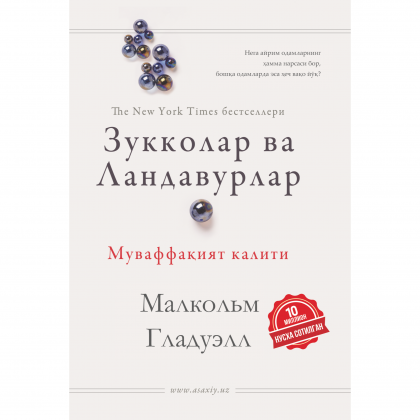 Нега айрим одамларнинг
ҳамма нарсаси бор,
бошқа одамларда эса ҳеч вақо йўқ?
The New York Times бестселлери
Зукколар ва
Ландавурлар
Муваффақият калити
Малкольм
Гладуэлл
10
МИЛЛИОН
НУСХА СОТИЛГАН
www.asaxiy.uz